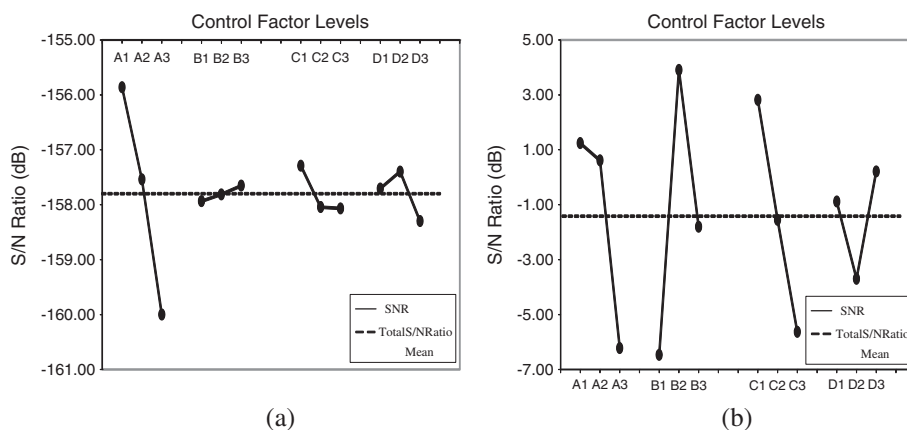 Control Factor Levels
-155.00
-156.00
-157.00
-158.00
-159.00
-160.00
-161.00
S/N Ratio (dB)
A1 A2 A3 B1 B2 B3 C1 C2 C3 D1 D2 D3
SNR
TotalS/NRatio
Mean
(a)
Control Factor Levels
5.00
3.00
1.00
-1.00
-3.00
-5.00
-7.00
S/N Ratio (dB)
A1 A2 A3 B1 B2 B3 C1 C2 C3 D1 D2 D3
SNR
TotalS/NRatio
Mean
(b)